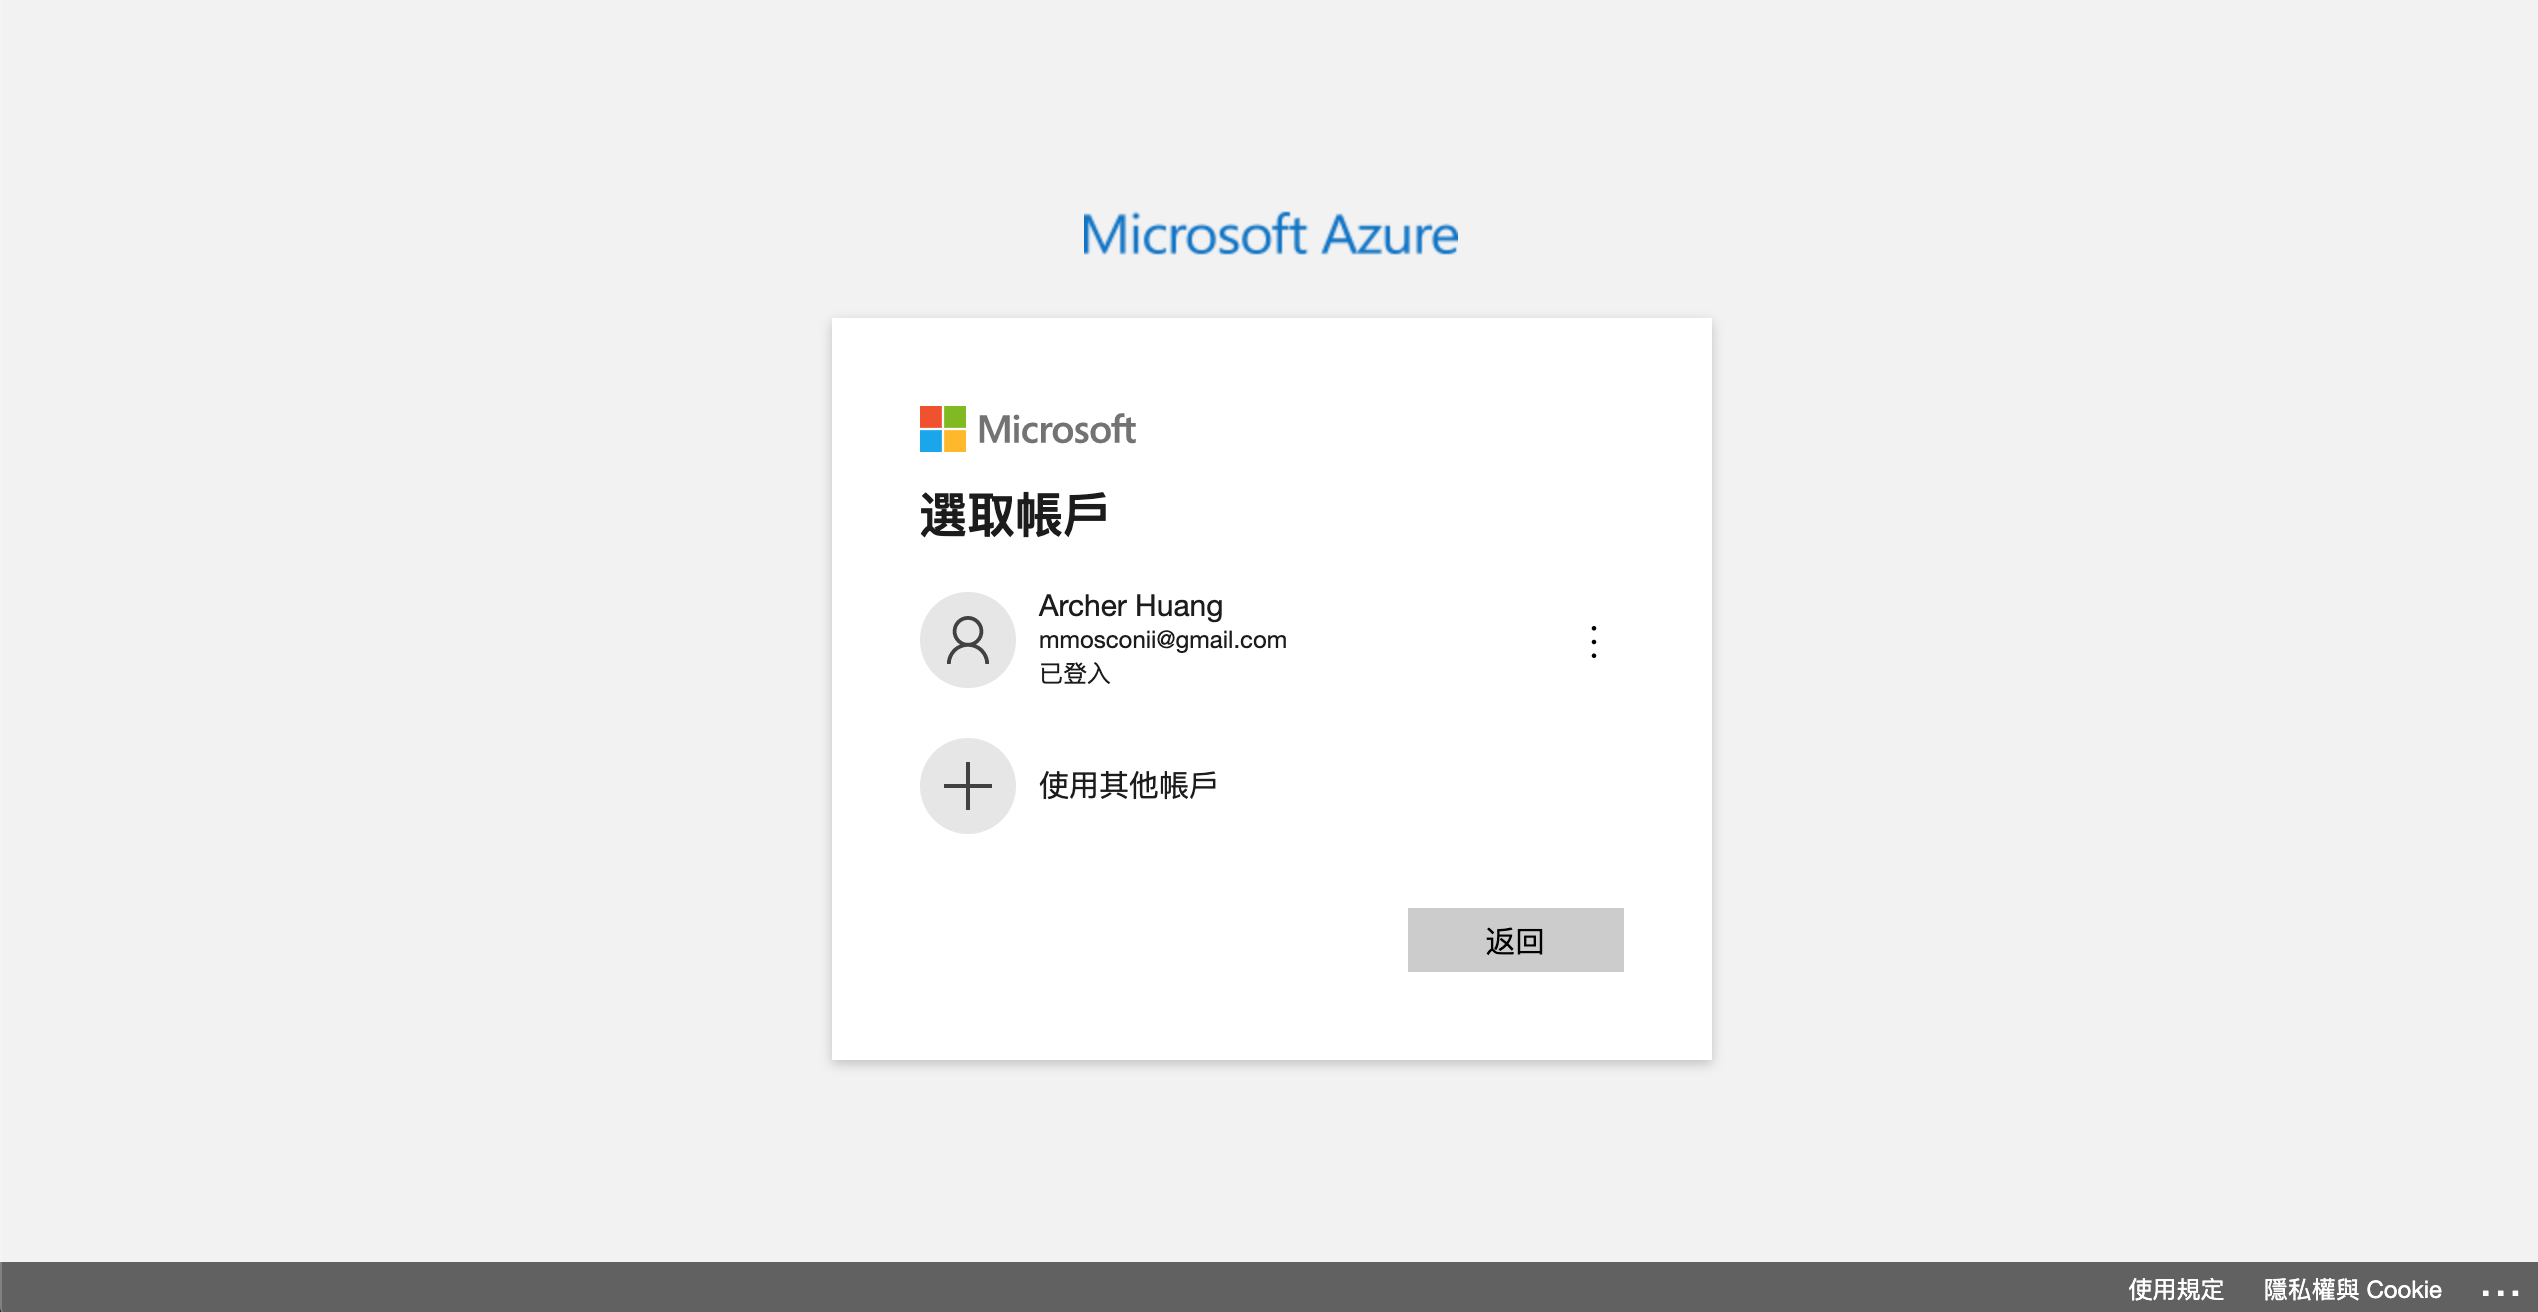 Microsoft Azure
Microsoft
選取帳戶
Archer Huang
mmosconii@gmail.com
已登入
使用其他帳戶
返回
使用規定 隱私權與 Cookie